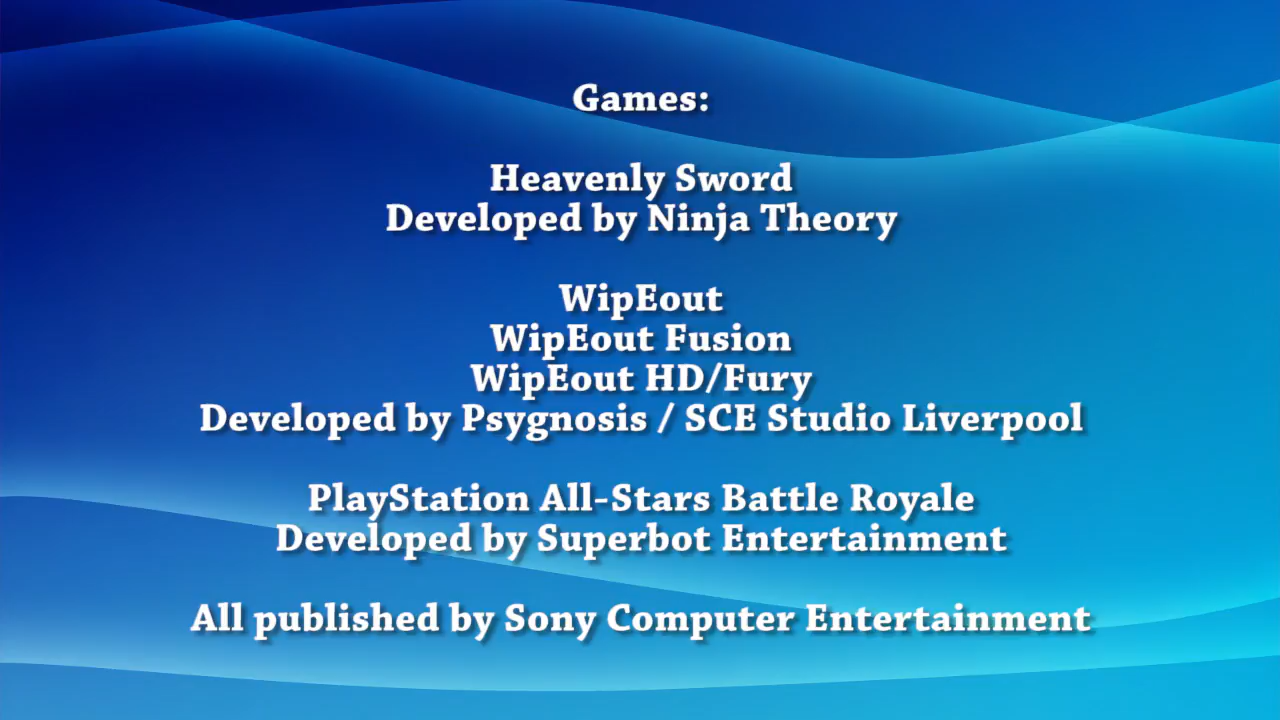 Games:
Heavenly Sword
Developed by Ninja Theory
WipEout
WipEout Fusion
WipEout HD/Fury
Developed by Psygnosis / SCE Studio Liverpool
PlayStation All-Stars Battle Royale
Developed by Superbot Entertainment
All published by Sony Computer Entertainment